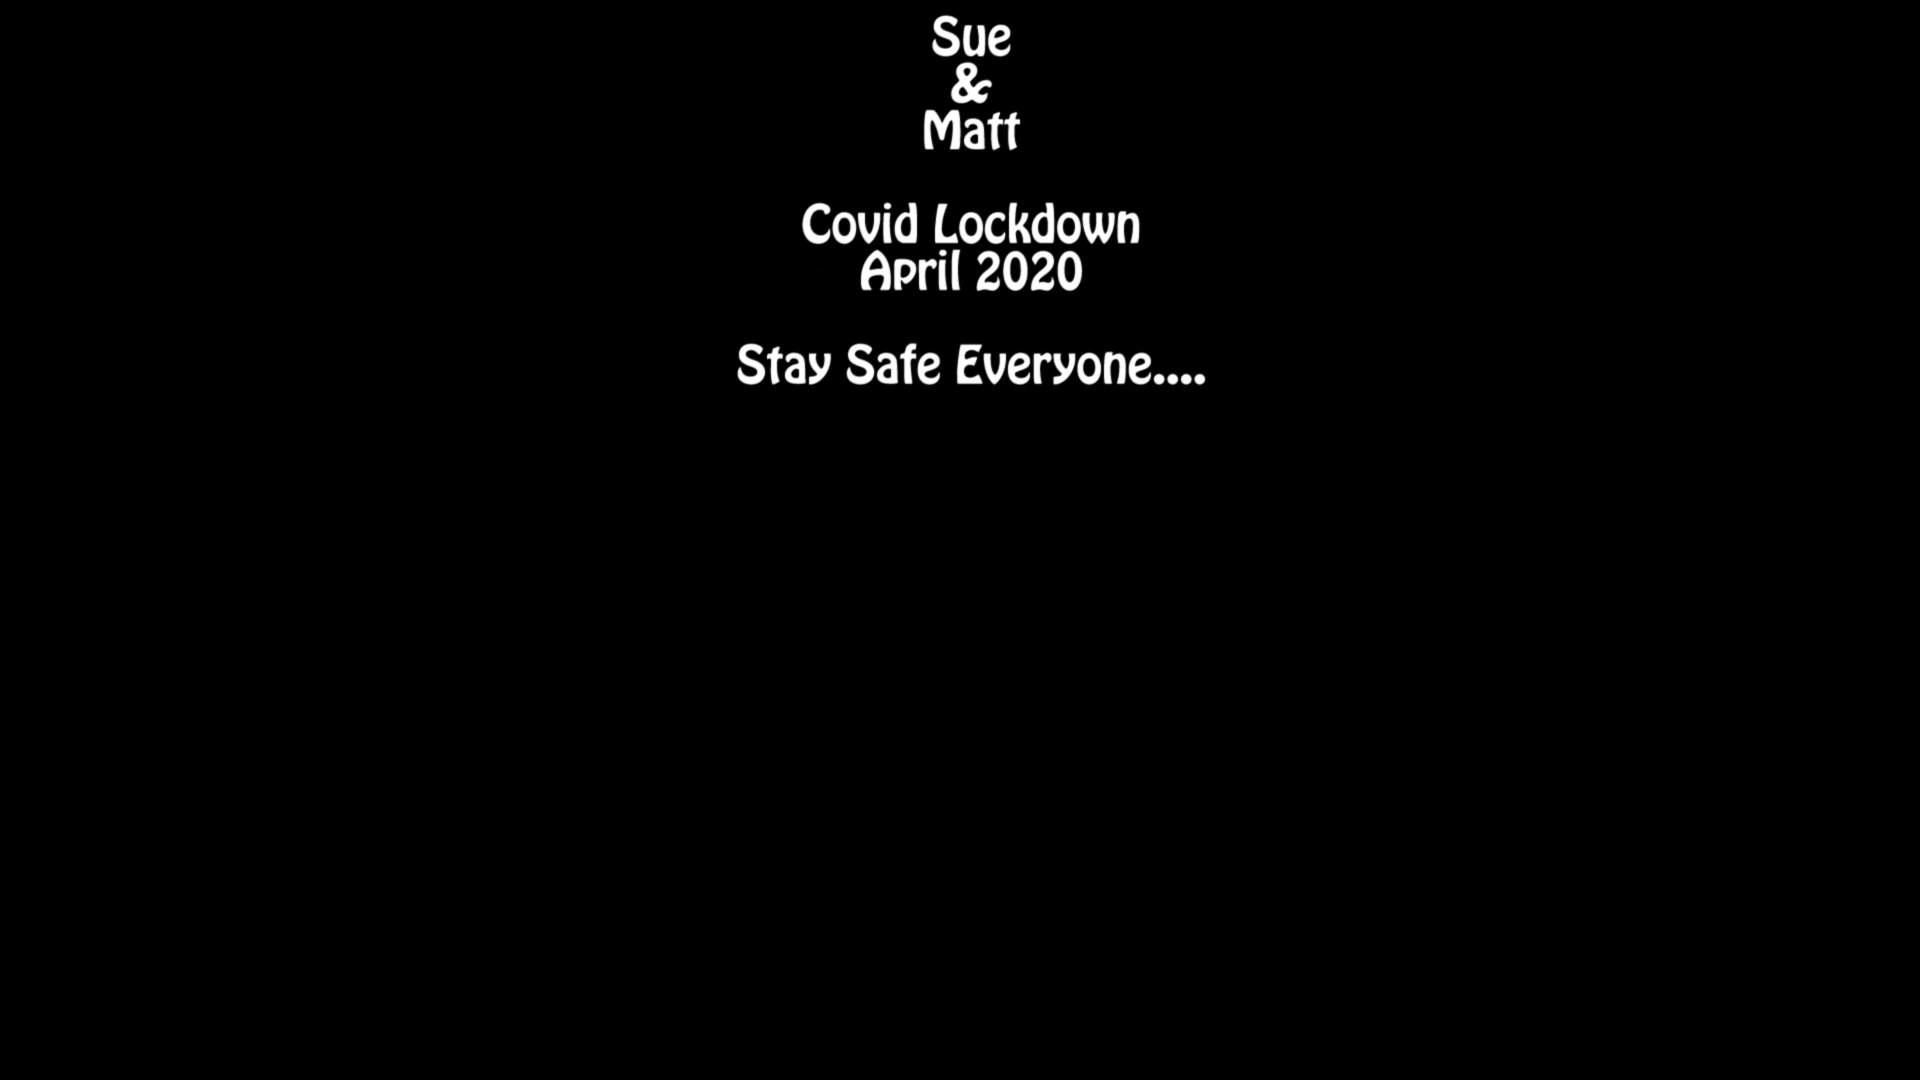 Sue
&
Matt
Covid Lockdown
April 2020
Stay Safe Everyone....